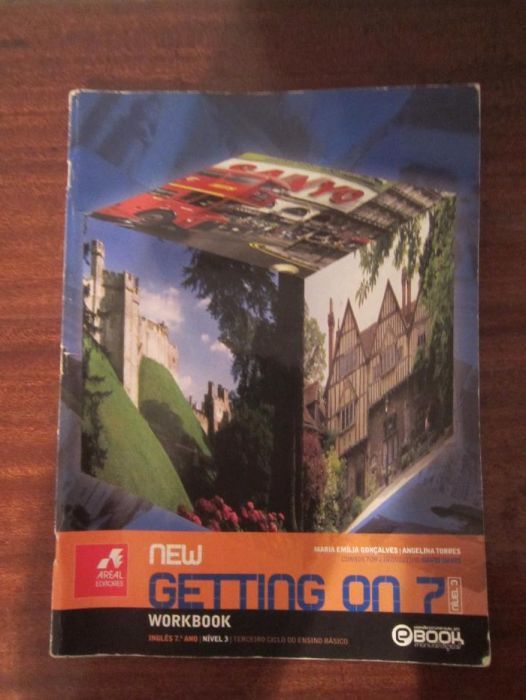 SANYO
NEW
MARIA EMÍLIA GONÇALVES | ANGELINA TORRES
AREAL
EDITORES
GETTING ON 7
NÍVEL 3
WORKBOOK
INGLÊS 7.º ANO | NÍVEL 3 | TERCEIRO CICLO DO ENSINO BÁSICO
eBOOK